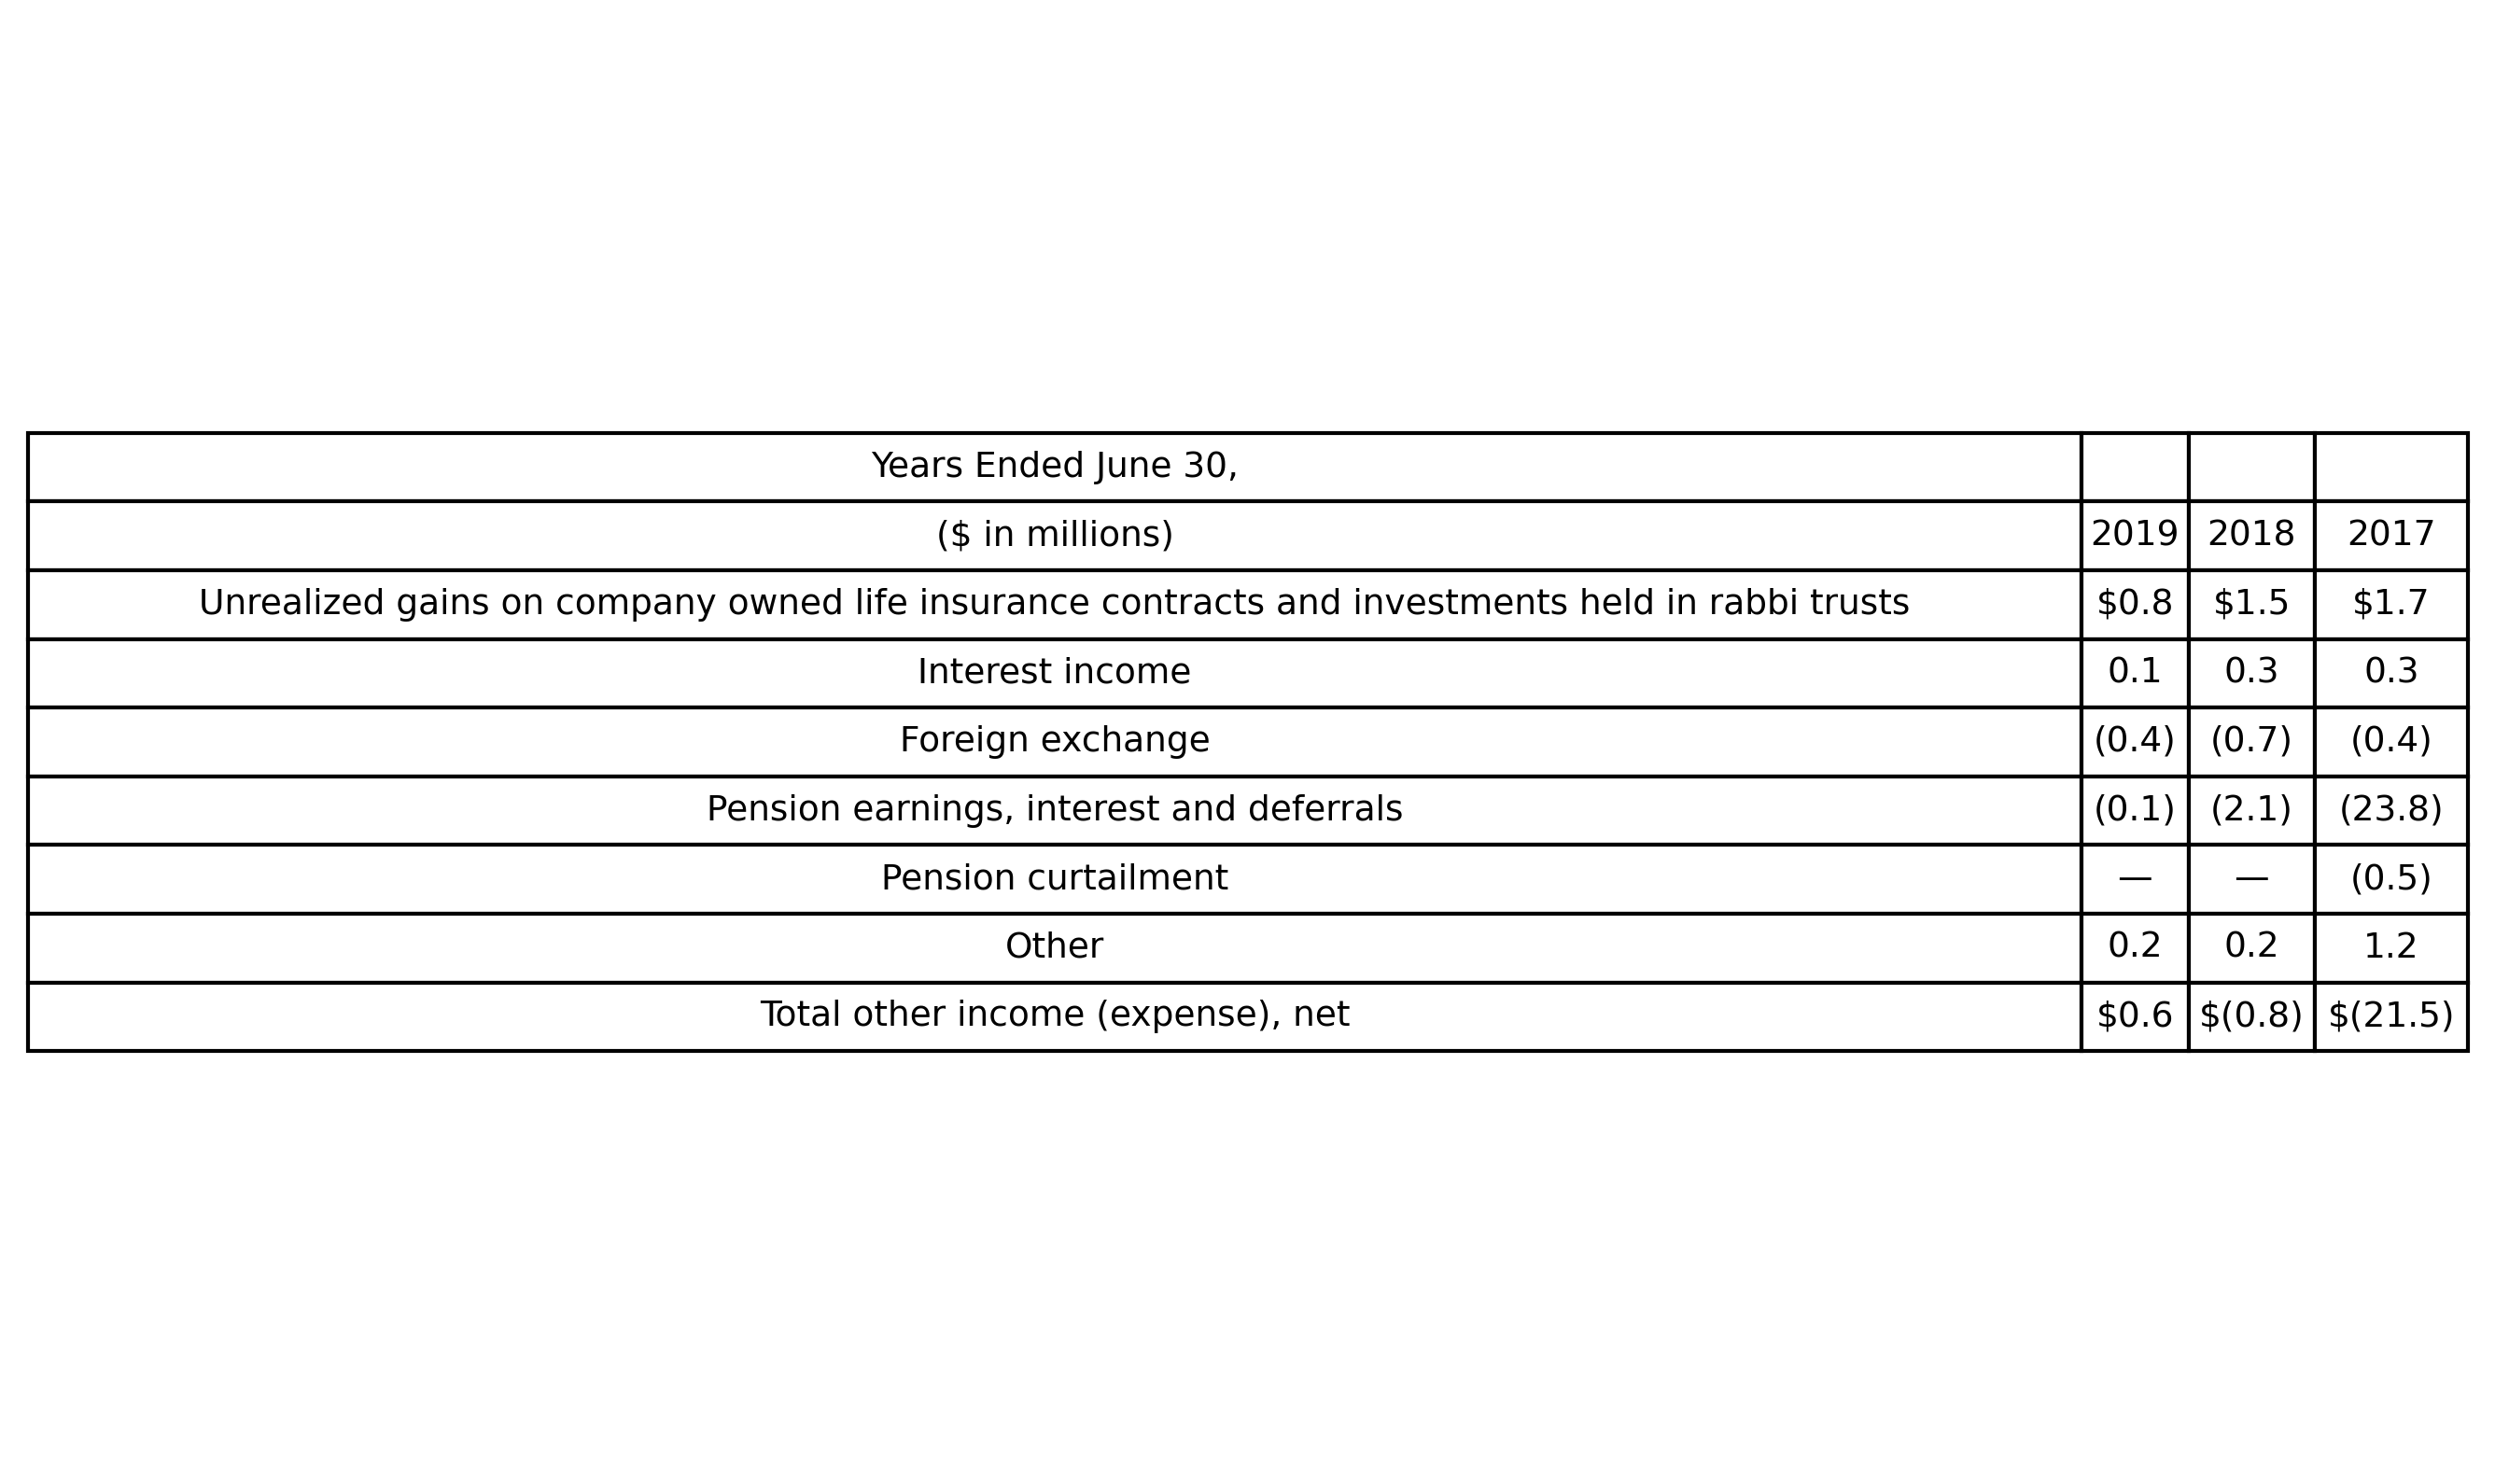 Years Ended June 30,
($ in millions) 2019 2018 2017
Unrealized gains on company owned life insurance contracts and investments held in rabbi trusts $0.8 $1.5 $1.7
Interest income 0.1 0.3 0.3
Foreign exchange (0.4) (0.7) (0.4)
Pension earnings, interest and deferrals (0.1) (2.1) (23.8)
Pension curtailment — — (0.5)
Other 0.2 0.2 1.2
Total other income (expense), net $0.6 $(0.8) $(21.5)